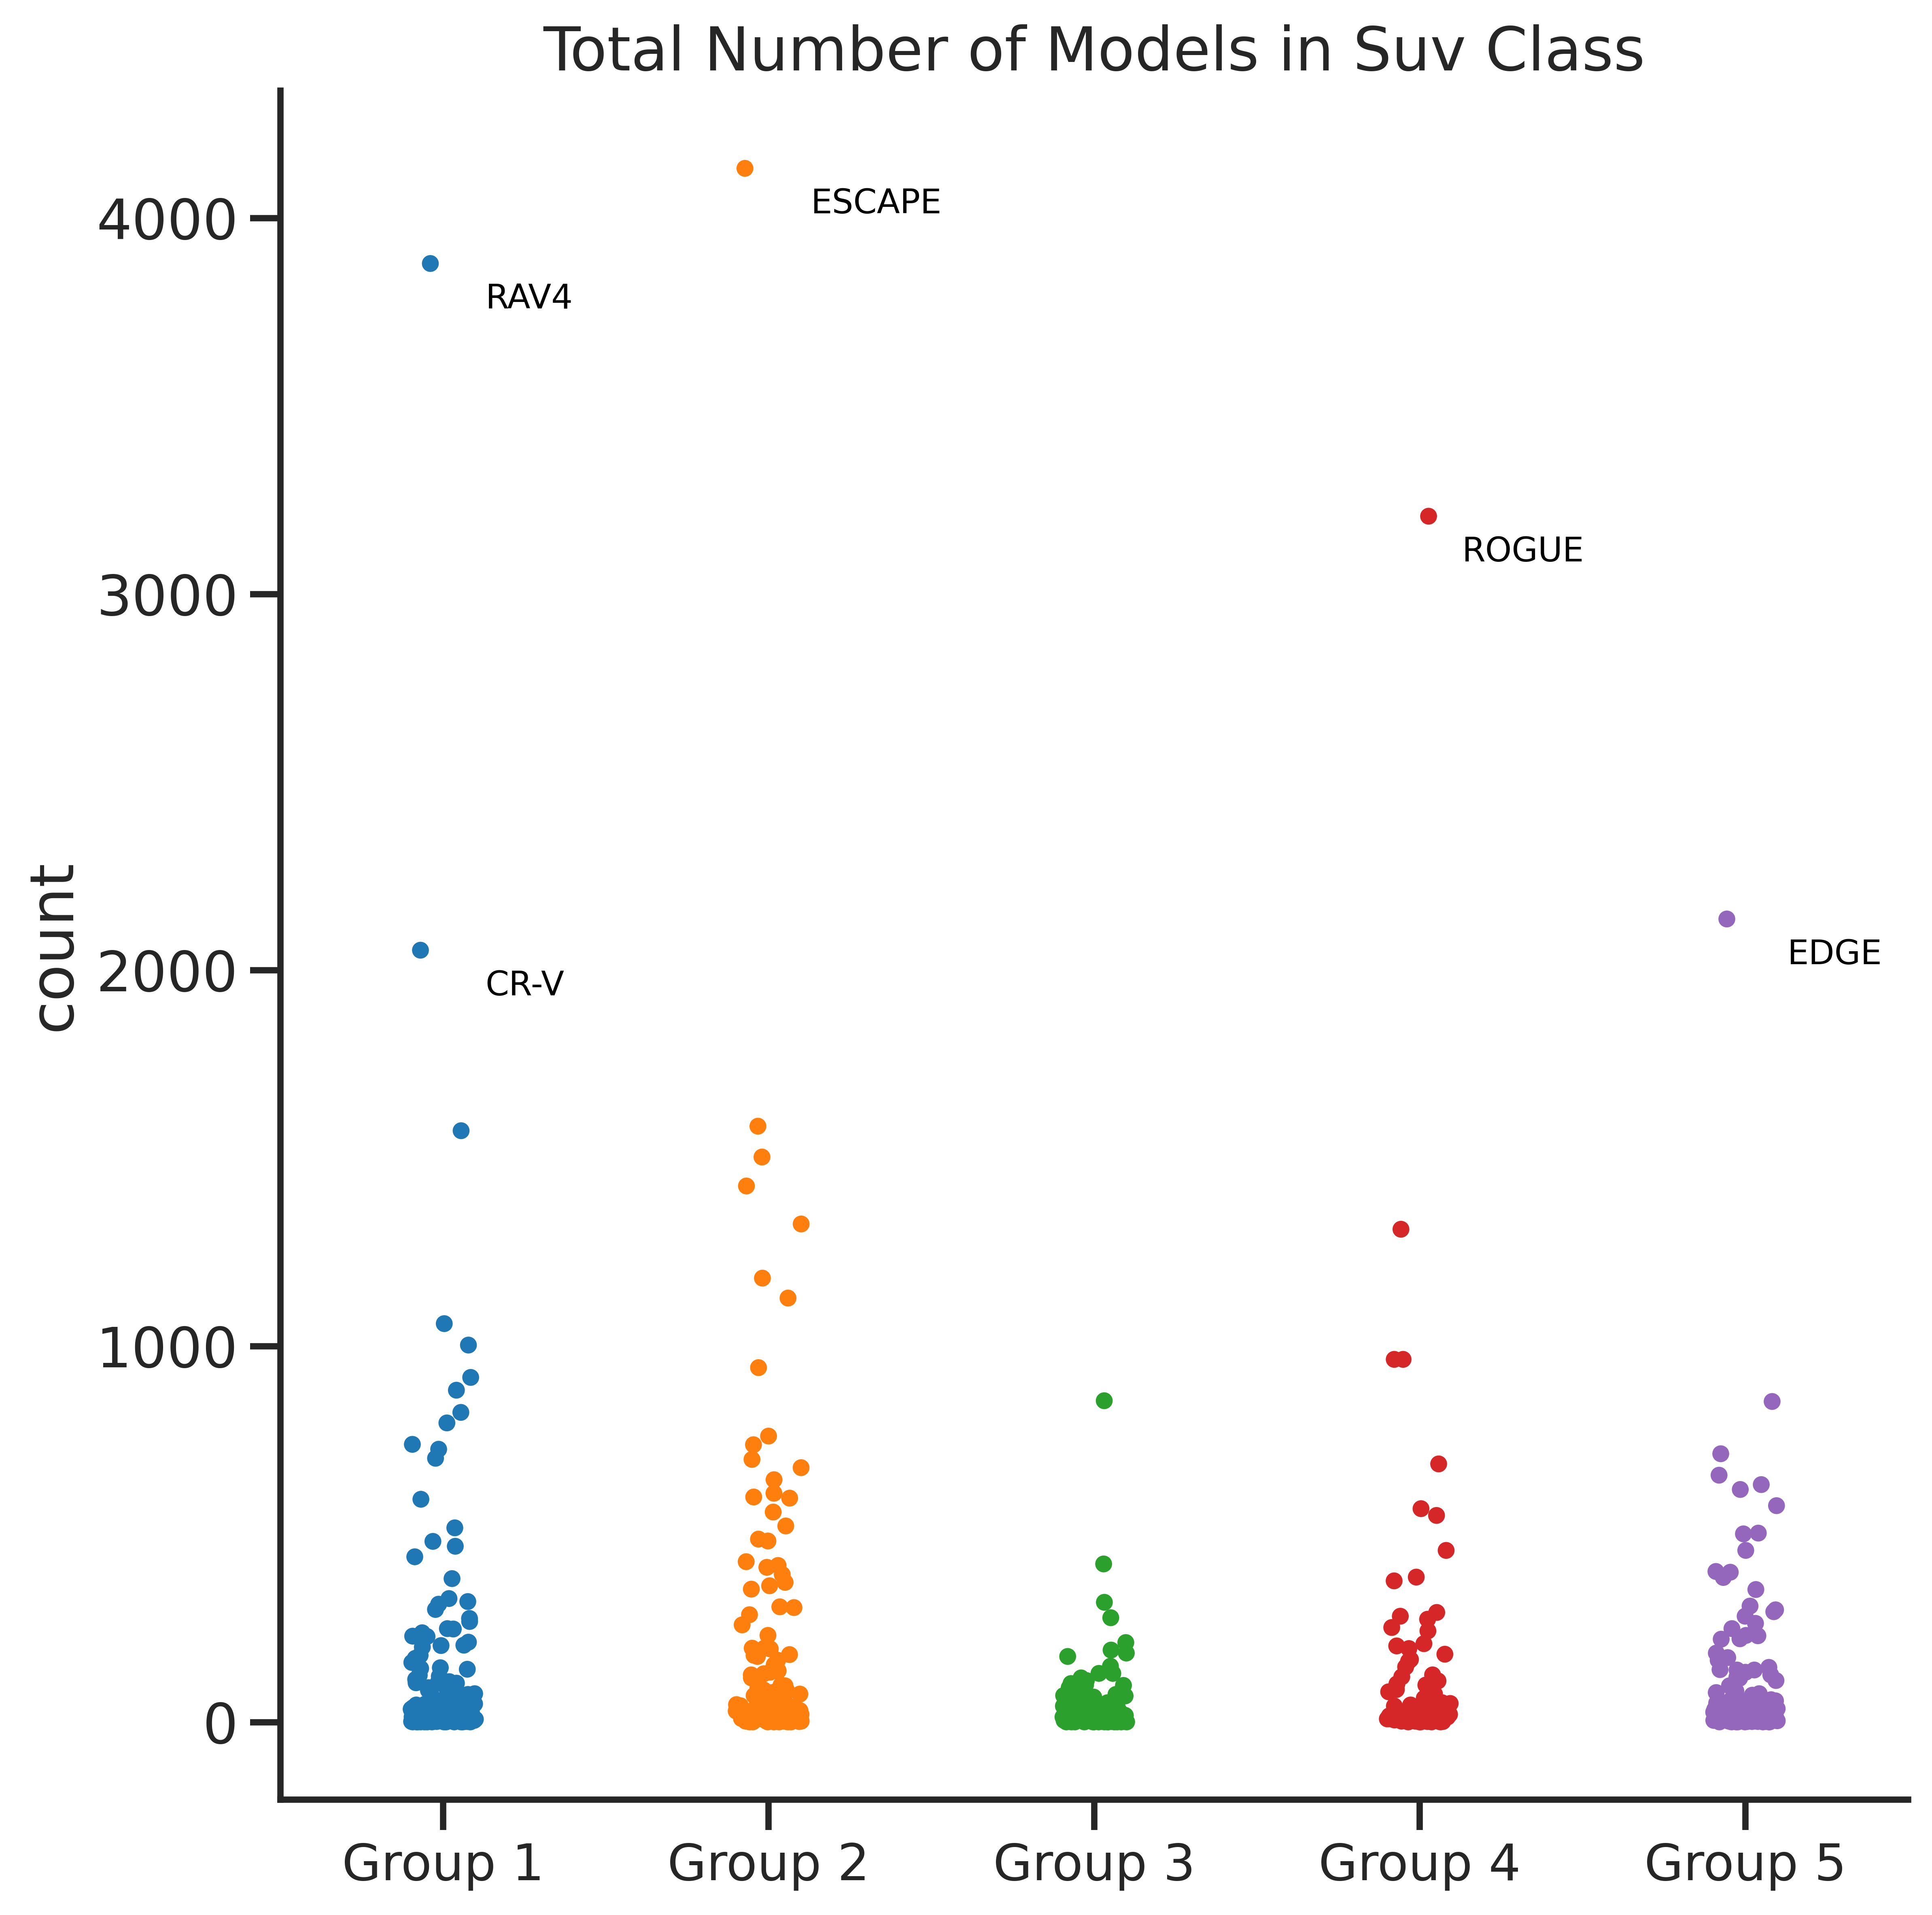 Total Number of Models in Suv Class
count
4000
3000
2000
1000
0
ESCAPE
RAV4
ROGUE
EDGE
CR-V
Group 1
Group 2
Group 3
Group 4
Group 5